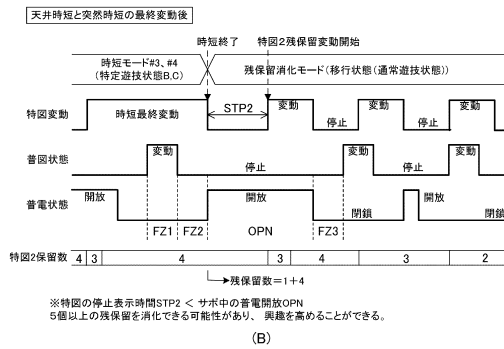 天井時短と突然時短の最終変動後
時短終了 特図2残保留変動開始
時短モード#3、#4
(特定遊技状態B,C)
残保留消化モード(移行状態(通常遊技状態))
特図変動 時短最終変動 STP2 変動 停止 変動 停止 変動
普図状態 変動 停止 変動 停止 変動
普電状態 開放 開放 閉鎖 開放 閉鎖
FZ1 FZ2 OPN FZ3
特図2保留数 4 3 4 3 4 3 2
残保留数=1+4
※特図の停止表示時間STP2 < サポ中の普電開放OPN
5個以上の残保留を消化できる可能性があり、興趣を高めることができる。
(B)